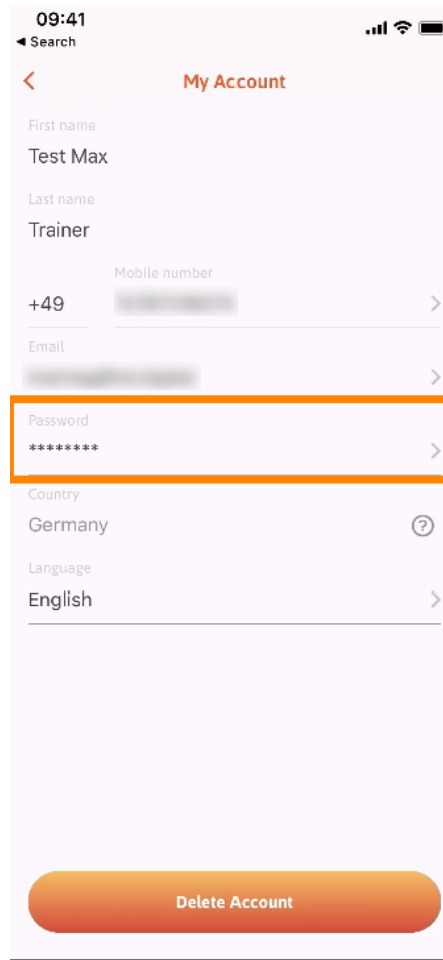 09:41
◀ Search
My Account
First name
Test Max
Last name
Trainer
Mobile number
+49
Email
Password
********
Country
Germany
Language
English
Delete Account